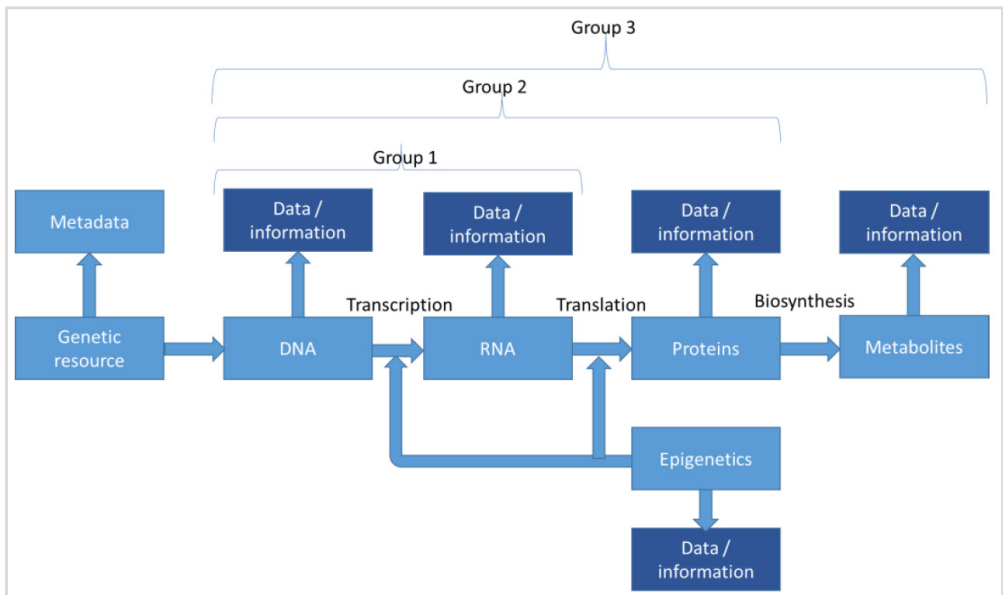 Group 3
Group 2
Group 1
Metadata
Data /
information
Data /
information
Data /
information
Data /
information
Transcription
Translation
Biosynthesis
Genetic
resource
DNA
RNA
Proteins
Metabolites
Epigenetics
Data /
information